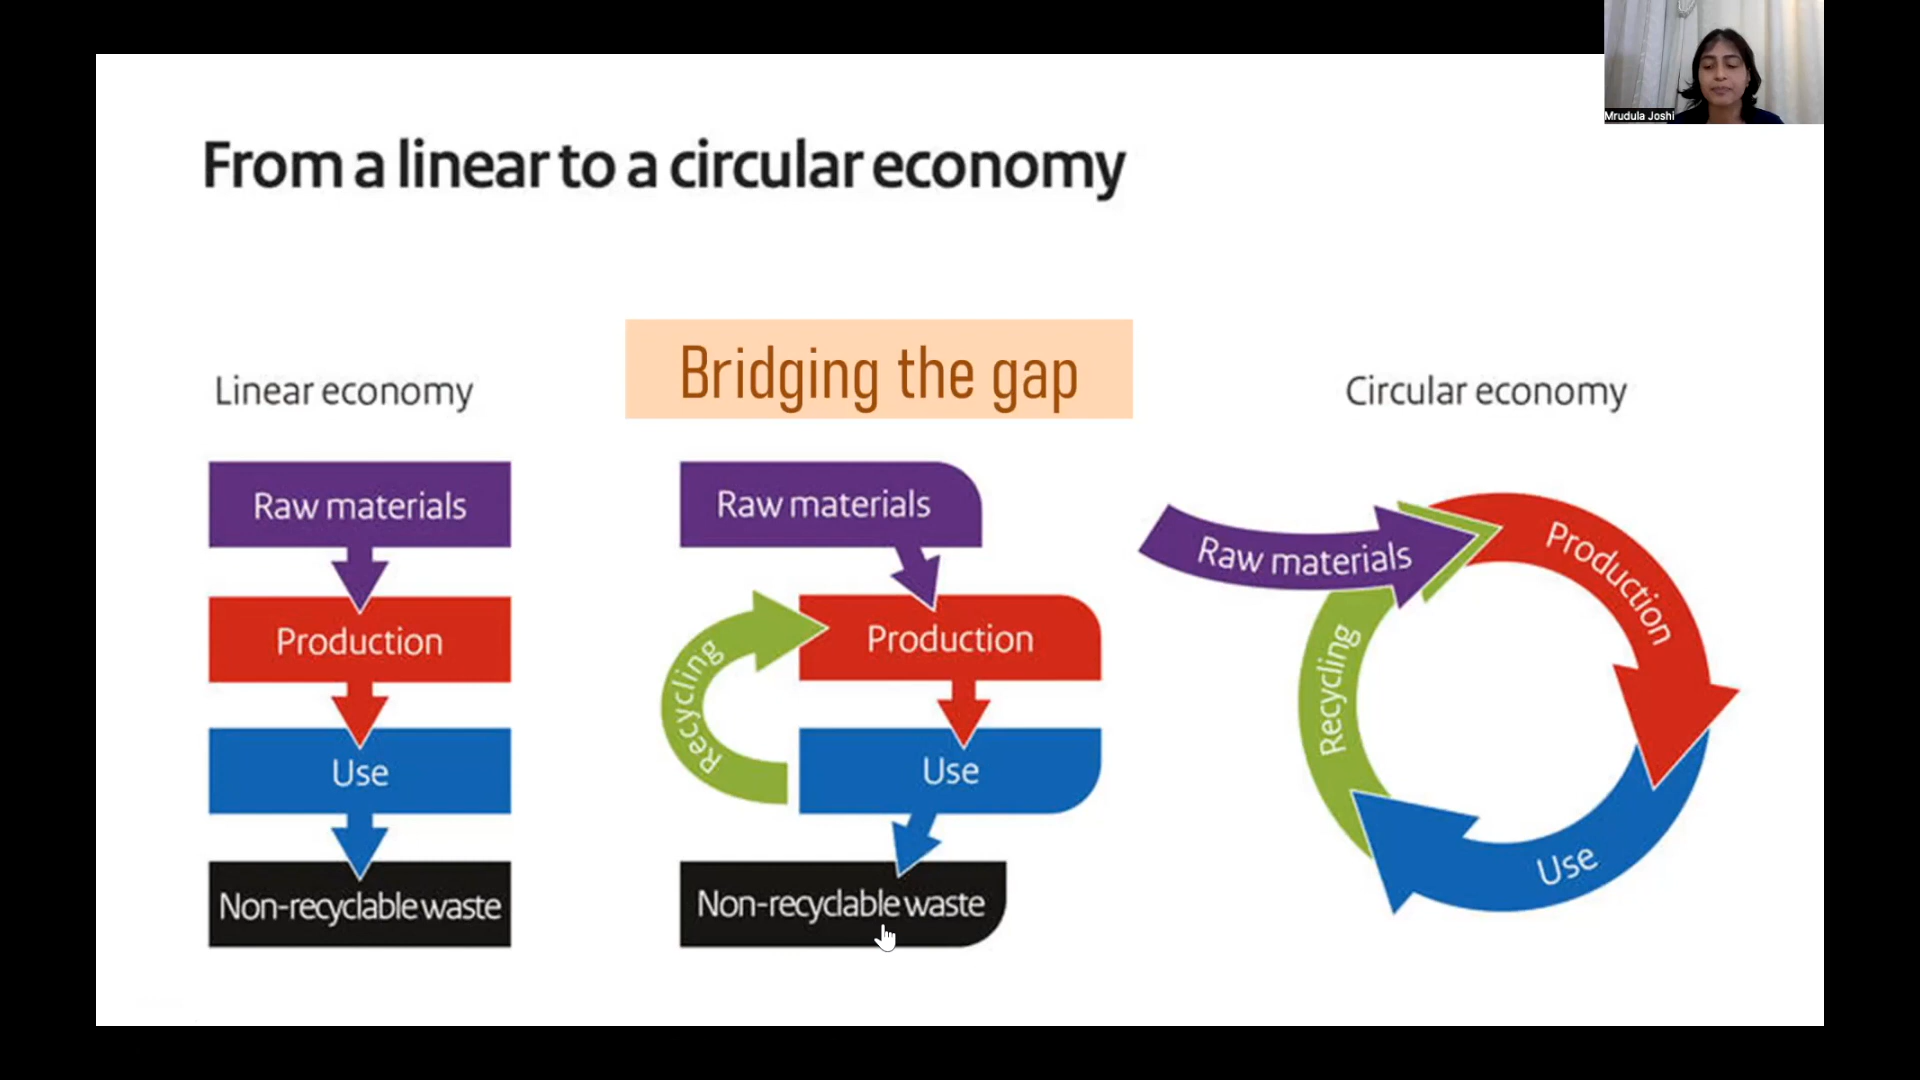 Mrudula Joshi
From a linear to a circular economy
Linear economy
Raw materials
Production
Use
Non-recyclable waste
Bridging the gap
Raw materials
Recycling
Production
Use
Non-recyclable waste
Circular economy
Raw materials
Production
Use
Recycling